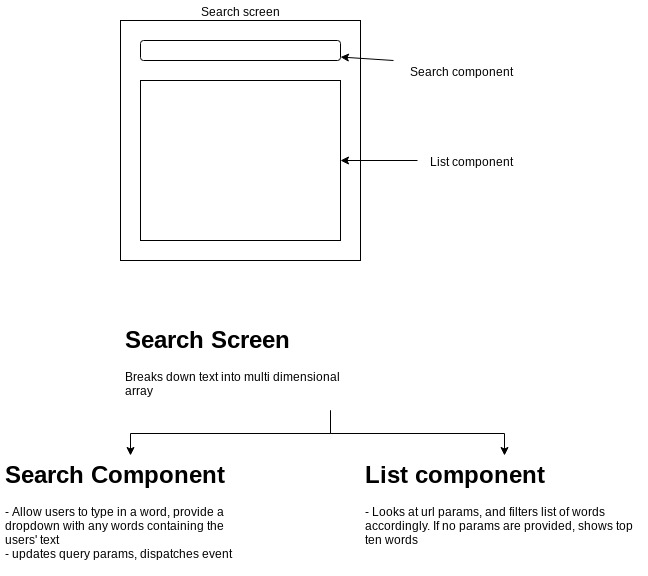 Search screen
Search component
List component
Search Screen
Breaks down text into multi dimensional
array
Search Component
- Allow users to type in a word, provide a
dropdown with any words containing the
users' text
- updates query params, dispatches event
List component
- Looks at url params, and filters list of words
accordingly. If no params are provided, shows top
ten words